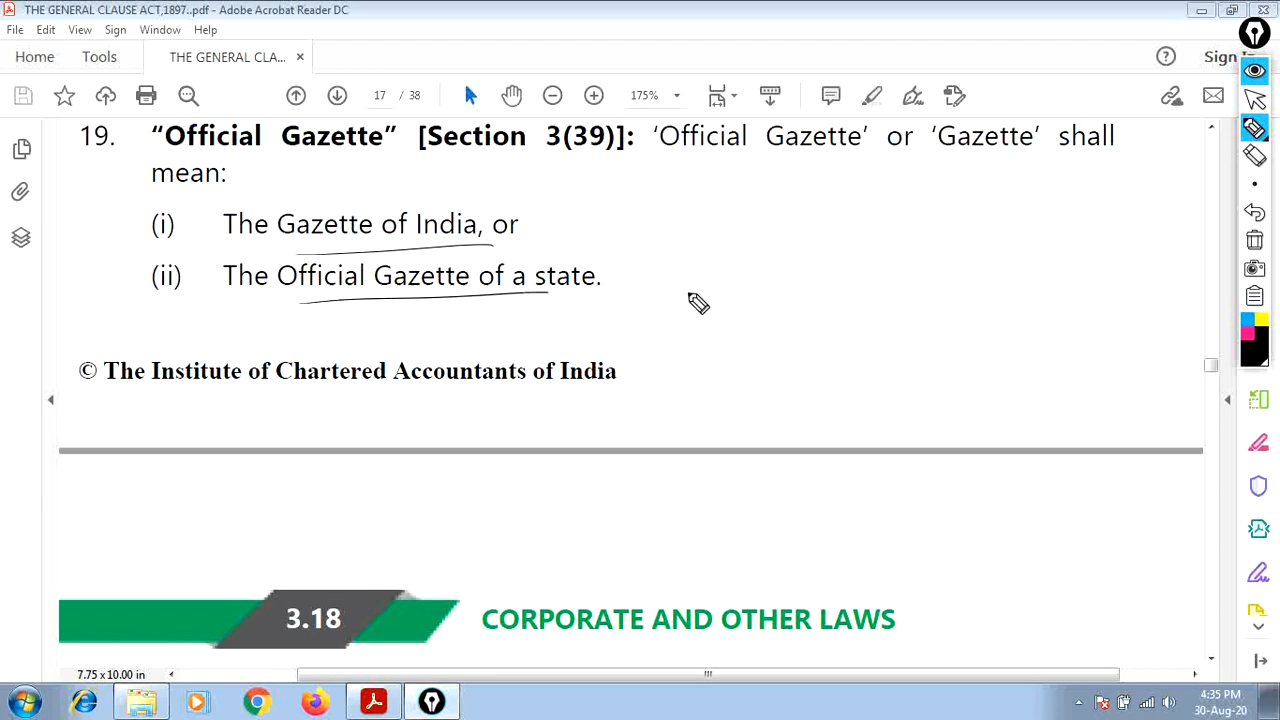 THE GENERAL CLAUSE ACT,1897..pdf - Adobe Acrobat Reader DC
File Edit View Sign Window Help
Home Tools THE GENERAL CLA... × Sign
17 / 38 175%
19. “Official Gazette” [Section 3(39)]: ‘Official Gazette’ or ‘Gazette’ shall
mean:
(i) The Gazette of India, or
(ii) The Official Gazette of a state.
© The Institute of Chartered Accountants of India
3.18 CORPORATE AND OTHER LAWS
7.75 x 10.00 in
4:35 PM
30-Aug-20